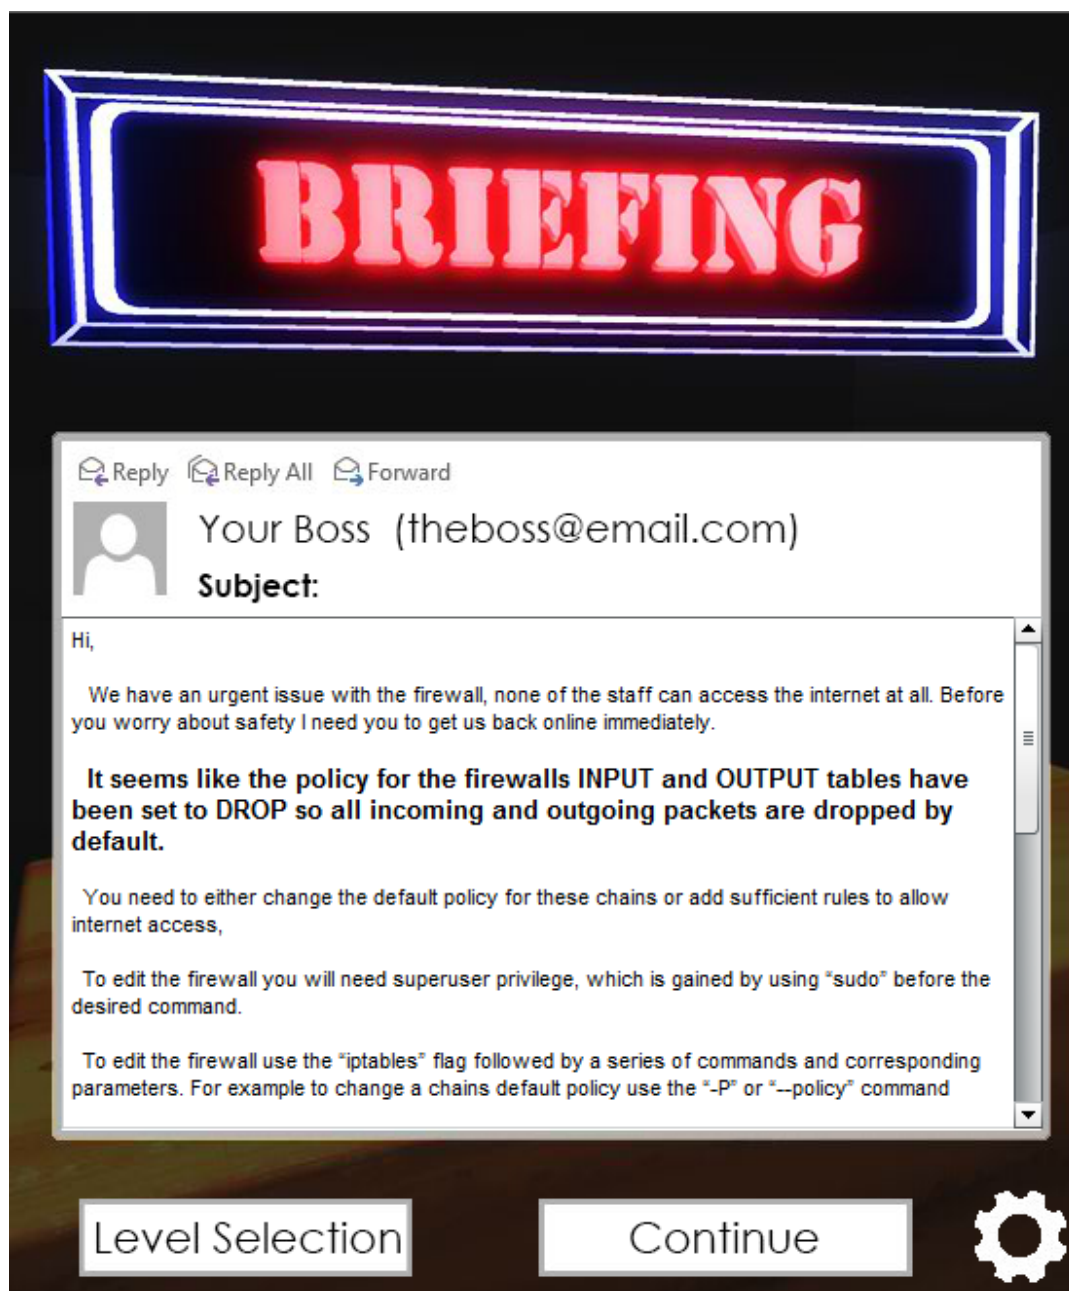 BRIEFING
Reply Reply All Forward
Your Boss (theboss@email.com)
Subject:
Hi,
We have an urgent issue with the firewall, none of the staff can access the internet at all. Before
you worry about safety I need you to get us back online immediately.
It seems like the policy for the firewalls INPUT and OUTPUT tables have
been set to DROP so all incoming and outgoing packets are dropped by
default.
You need to either change the default policy for these chains or add sufficient rules to allow
internet access,
To edit the firewall you will need superuser privilege, which is gained by using “sudo” before the
desired command.
To edit the firewall use the “iptables” flag followed by a series of commands and corresponding
parameters. For example to change a chains default policy use the “-P” or “--policy” command
Level Selection Continue